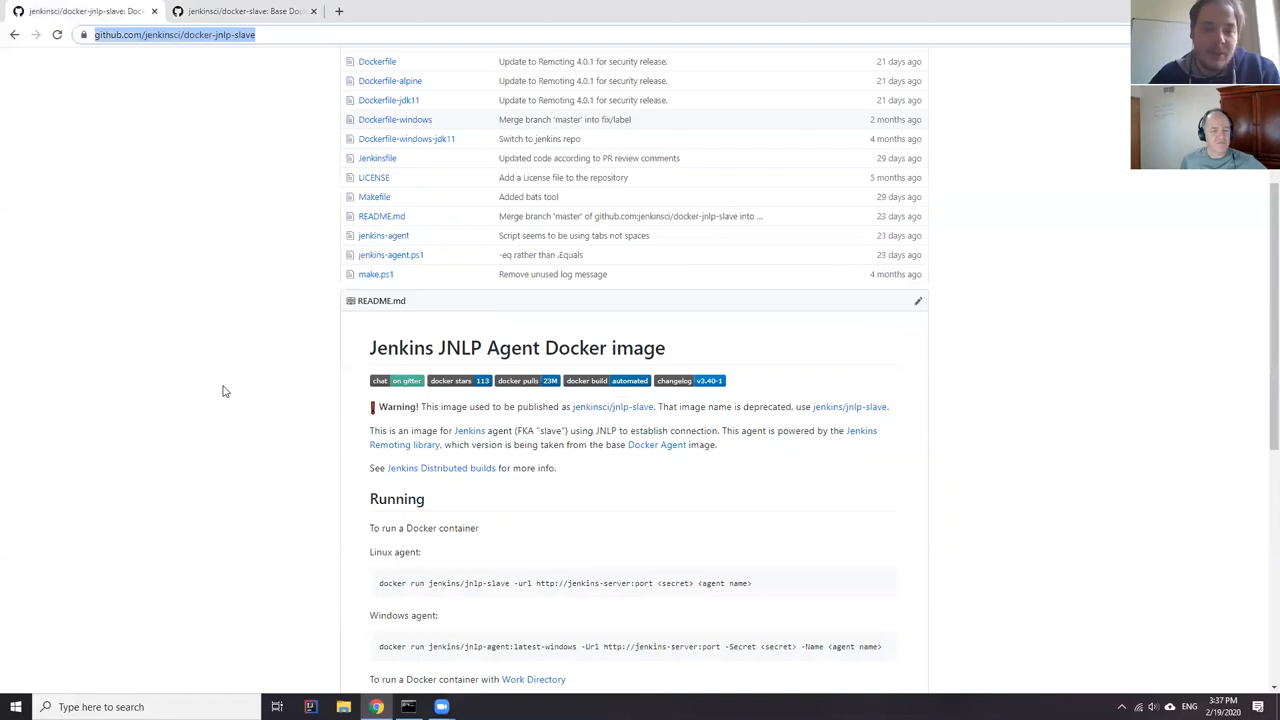 jenkinsci/docker-jnlp-slave: Doc
jenkinsci/docker-slave: Base Doc
github.com/jenkinsci/docker-jnlp-slave
Dockerfile Update to Remoting 4.0.1 for security release. 21 days ago
Dockerfile-alpine Update to Remoting 4.0.1 for security release. 21 days ago
Dockerfile-jdk11 Update to Remoting 4.0.1 for security release. 21 days ago
Dockerfile-windows Merge branch 'master' into fix/label 2 months ago
Dockerfile-windows-jdk11 Switch to jenkins repo 4 months ago
Jenkinsfile Updated code according to PR review comments 29 days ago
LICENSE Add a License file to the repository 5 months ago
Makefile Added bats tool 29 days ago
README.md Merge branch 'master' of github.com:jenkinsci/docker-jnlp-slave into ... 23 days ago
jenkins-agent Script seems to be using tabs not spaces 23 days ago
jenkins-agent.ps1 -eq rather than .Equals 23 days ago
make.ps1 Remove unused log message 4 months ago
README.md
Jenkins JNLP Agent Docker image
chat on gitter docker stars 113 docker pulls 23M docker build automated changelog v3.40-1
Warning! This image used to be published as jenkinsci/jnlp-slave. That image name is deprecated, use jenkins/jnlp-slave.
This is an image for Jenkins agent (FKA "slave") using JNLP to establish connection. This agent is powered by the Jenkins
Remoting library, which version is being taken from the base Docker Agent image.
See Jenkins Distributed builds for more info.
Running
To run a Docker container
Linux agent:
docker run jenkins/jnlp-slave -url http://jenkins-server:port <secret> <agent name>
Windows agent:
docker run jenkins/jnlp-agent:latest-windows -Url http://jenkins-server:port -Secret <secret> -Name <agent name>
To run a Docker container with Work Directory
Type here to search
ENG
3:37 PM
2/19/2020